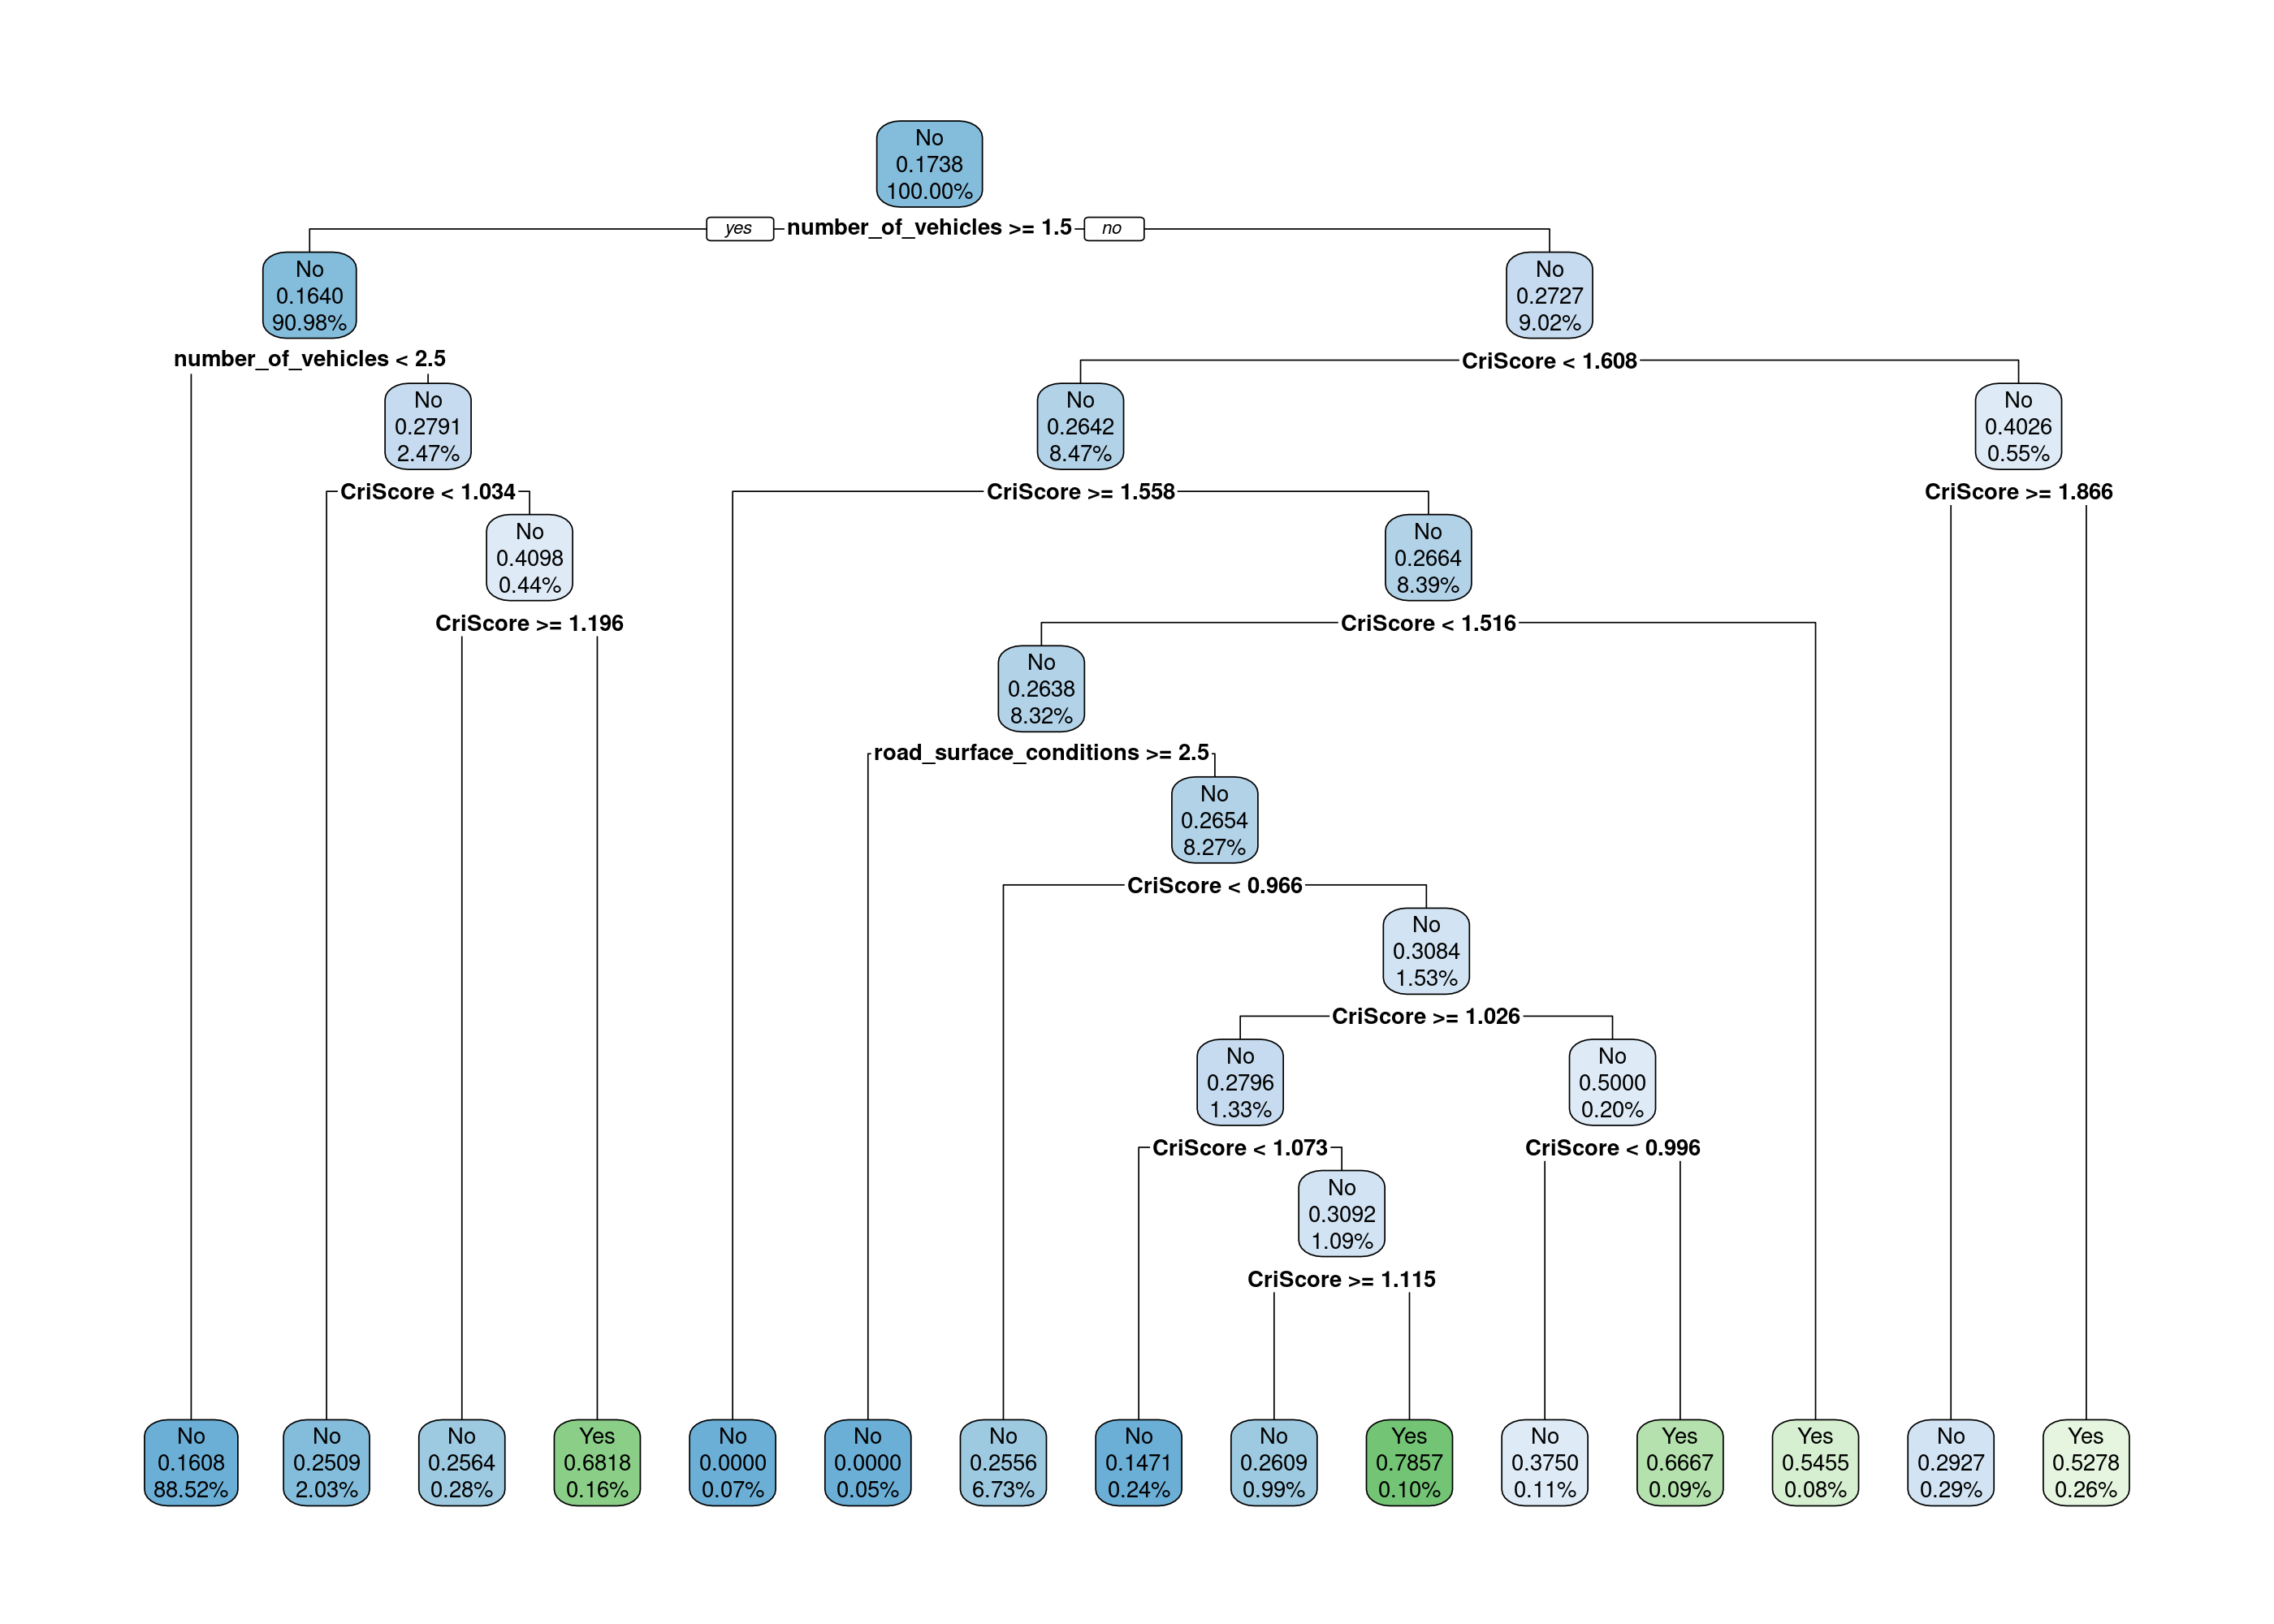 No
0.1738
100.00%
yes number_of_vehicles >= 1.5 no
No
0.1640
90.98%
No
0.2727
9.02%
number_of_vehicles < 2.5
CriScore < 1.608
No
0.2791
2.47%
No
0.2642
8.47%
No
0.4026
0.55%
CriScore < 1.034
CriScore >= 1.558
CriScore >= 1.866
No
0.4098
0.44%
No
0.2664
8.39%
CriScore >= 1.196
CriScore < 1.516
No
0.2638
8.32%
road_surface_conditions >= 2.5
No
0.2654
8.27%
CriScore < 0.966
No
0.3084
1.53%
CriScore >= 1.026
No
0.2796
1.33%
No
0.5000
0.20%
CriScore < 1.073
CriScore < 0.996
No
0.3092
1.09%
CriScore >= 1.115
No
0.1608
88.52%
No
0.2509
2.03%
No
0.2564
0.28%
Yes
0.6818
0.16%
No
0.0000
0.07%
No
0.0000
0.05%
No
0.2556
6.73%
No
0.1471
0.24%
No
0.2609
0.99%
Yes
0.7857
0.10%
No
0.3750
0.11%
Yes
0.6667
0.09%
Yes
0.5455
0.08%
No
0.2927
0.29%
Yes
0.5278
0.26%